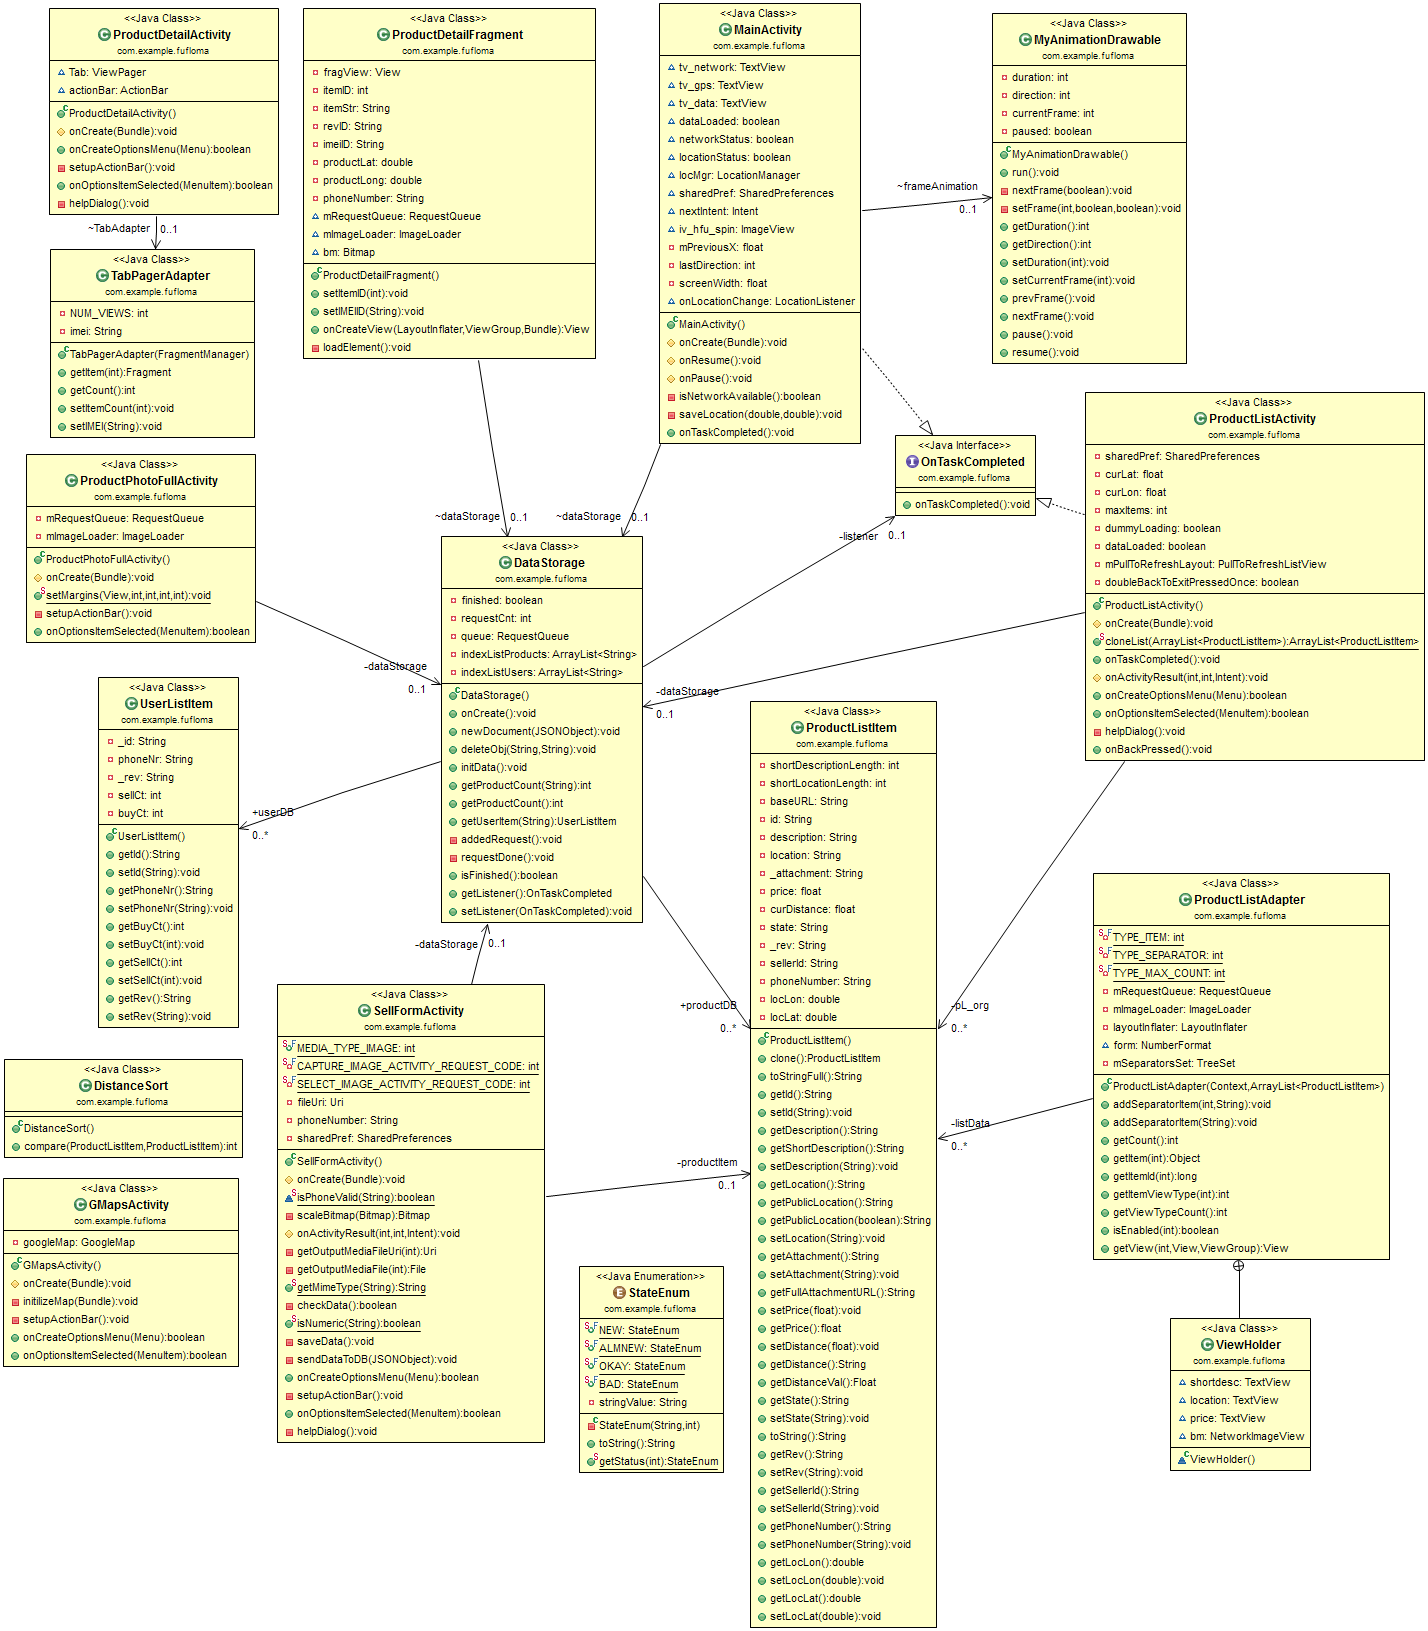 <<Java Class>>
ProductDetailActivity
com.example.fufloma
Tab: ViewPager
actionBar: ActionBar
ProductDetailActivity()
onCreate(Bundle):void
onCreateOptionsMenu(Menu):boolean
setupActionBar():void
onOptionsItemSelected(MenuItem):boolean
helpDialog():void
~TabAdapter
0..1
<<Java Class>>
TabPagerAdapter
com.example.fufloma
NUM_VIEWS: int
imei: String
TabPagerAdapter(FragmentManager)
getItem(int):Fragment
getCount():int
setItemCount(int):void
setIMEI(String):void
<<Java Class>>
ProductDetailFragment
com.example.fufloma
fragView: View
itemID: int
itemStr: String
revID: String
imeiID: String
productLat: double
productLong: double
phoneNumber: String
mRequestQueue: RequestQueue
mImageLoader: ImageLoader
bm: Bitmap
ProductDetailFragment()
setItemID(int):void
setIMEIID(String):void
onCreateView(LayoutInflater,ViewGroup,Bundle):View
loadElement():void
~dataStorage
0..1
<<Java Class>>
MainActivity
com.example.fufloma
tv_network: TextView
tv_gps: TextView
tv_data: TextView
dataLoaded: boolean
networkStatus: boolean
locationStatus: boolean
locMgr: LocationManager
sharedPref: SharedPreferences
nextIntent: Intent
iv_hfu_spin: ImageView
mPreviousX: float
lastDirection: int
screenWidth: float
onLocationChange: LocationListener
MainActivity()
onCreate(Bundle):void
onResume():void
onPause():void
isNetworkAvailable():boolean
saveLocation(double,double):void
onTaskCompleted():void
~dataStorage
0..1
~frameAnimation
0..1
<<Java Class>>
MyAnimationDrawable
com.example.fufloma
duration: int
direction: int
currentFrame: int
paused: boolean
MyAnimationDrawable()
run():void
nextFrame(boolean):void
setFrame(int,boolean,boolean):void
getDuration():int
getDirection():int
setDuration(int):void
setCurrentFrame(int):void
prevFrame():void
nextFrame():void
pause():void
resume():void
<<Java Interface>>
OnTaskCompleted
com.example.fufloma
onTaskCompleted():void
-listener
0..1
<<Java Class>>
ProductListActivity
com.example.fufloma
sharedPref: SharedPreferences
curLat: float
curLon: float
maxItems: int
dummyLoading: boolean
dataLoaded: boolean
mPullToRefreshLayout: PullToRefreshListView
doubleBackToExitPressedOnce: boolean
ProductListActivity()
onCreate(Bundle):void
cloneList(ArrayList<ProductListItem>):ArrayList<ProductListItem>
onTaskCompleted():void
onActivityResult(int,int,Intent):void
onCreateOptionsMenu(Menu):boolean
onOptionsItemSelected(MenuItem):boolean
helpDialog():void
onBackPressed():void
-dataStorage
0..1
<<Java Class>>
ProductPhotoFullActivity
com.example.fufloma
mRequestQueue: RequestQueue
mImageLoader: ImageLoader
ProductPhotoFullActivity()
onCreate(Bundle):void
setMargins(View,int,int,int,int):void
setupActionBar():void
onOptionsItemSelected(MenuItem):boolean
-dataStorage
0..1
<<Java Class>>
DataStorage
com.example.fufloma
finished: boolean
requestCnt: int
queue: RequestQueue
indexListProducts: ArrayList<String>
indexListUsers: ArrayList<String>
DataStorage()
onCreate():void
newDocument(JSONObject):void
deleteObj(String,String):void
initData():void
getProductCount(String):int
getProductCount():int
getUserItem(String):UserListItem
addedRequest():void
requestDone():void
isFinished():boolean
getListener():OnTaskCompleted
setListener(OnTaskCompleted):void
<<Java Class>>
UserListItem
com.example.fufloma
_id: String
phoneNr: String
_rev: String
sellCt: int
buyCt: int
UserListItem()
getId():String
setId(String):void
getPhoneNr():String
setPhoneNr(String):void
getBuyCt():int
setBuyCt(int):void
getSellCt():int
setSellCt(int):void
getRev():String
setRev(String):void
+userDB
0..*
-dataStorage
0..1
+productDB
0..*
<<Java Class>>
ProductListItem
com.example.fufloma
shortDescriptionLength: int
shortLocationLength: int
baseURL: String
id: String
description: String
location: String
_attachment: String
price: float
curDistance: float
state: String
_rev: String
sellerId: String
phoneNumber: String
locLon: double
locLat: double
ProductListItem()
clone():ProductListItem
toStringFull():String
getId():String
setId(String):void
getDescription():String
getShortDescription():String
setDescription(String):void
getLocation():String
getPublicLocation():String
getPublicLocation(boolean):String
setLocation(String):void
getAttachment():String
setAttachment(String):void
getFullAttachmentURL():String
setPrice(float):void
getPrice():float
setDistance(float):void
getDistance():String
getDistanceVal():Float
getState():String
setState(String):void
toString():String
getRev():String
setRev(String):void
getSellerId():String
setSellerId(String):void
getPhoneNumber():String
setPhoneNumber(String):void
getLocLon():double
setLocLon(double):void
getLocLat():double
setLocLat(double):void
-pL_org
0..*
-listData
0..*
<<Java Class>>
ProductListAdapter
com.example.fufloma
TYPE_ITEM: int
TYPE_SEPARATOR: int
TYPE_MAX_COUNT: int
mRequestQueue: RequestQueue
mImageLoader: ImageLoader
layoutInflater: LayoutInflater
form: NumberFormat
mSeparatorsSet: TreeSet
ProductListAdapter(Context,ArrayList<ProductListItem>)
addSeparatorItem(int,String):void
addSeparatorItem(String):void
getCount():int
getItem(int):Object
getItemId(int):long
getItemViewType(int):int
getViewTypeCount():int
isEnabled(int):boolean
getView(int,View,ViewGroup):View
<<Java Class>>
ViewHolder
com.example.fufloma
shortdesc: TextView
location: TextView
price: TextView
bm: NetworkImageView
ViewHolder()
<<Java Class>>
DistanceSort
com.example.fufloma
DistanceSort()
compare(ProductListItem,ProductListItem):int
<<Java Class>>
GMapsActivity
com.example.fufloma
googleMap: GoogleMap
GMapsActivity()
onCreate(Bundle):void
initilizeMap(Bundle):void
setupActionBar():void
onCreateOptionsMenu(Menu):boolean
onOptionsItemSelected(MenuItem):boolean
<<Java Class>>
SellFormActivity
com.example.fufloma
MEDIA_TYPE_IMAGE: int
CAPTURE_IMAGE_ACTIVITY_REQUEST_CODE: int
SELECT_IMAGE_ACTIVITY_REQUEST_CODE: int
fileUri: Uri
phoneNumber: String
sharedPref: SharedPreferences
SellFormActivity()
onCreate(Bundle):void
isPhoneValid(String):boolean
scaleBitmap(Bitmap):Bitmap
onActivityResult(int,int,Intent):void
getOutputMediaFileUri(int):Uri
getOutputMediaFile(int):File
getMimeType(String):String
checkData():boolean
isNumeric(String):boolean
saveData():void
sendDataToDB(JSONObject):void
onCreateOptionsMenu(Menu):boolean
setupActionBar():void
onOptionsItemSelected(MenuItem):boolean
helpDialog():void
-productItem
0..1
<<Java Enumeration>>
StateEnum
com.example.fufloma
NEW: StateEnum
ALMNEW: StateEnum
OKAY: StateEnum
BAD: StateEnum
stringValue: String
StateEnum(String,int)
toString():String
getStatus(int):StateEnum